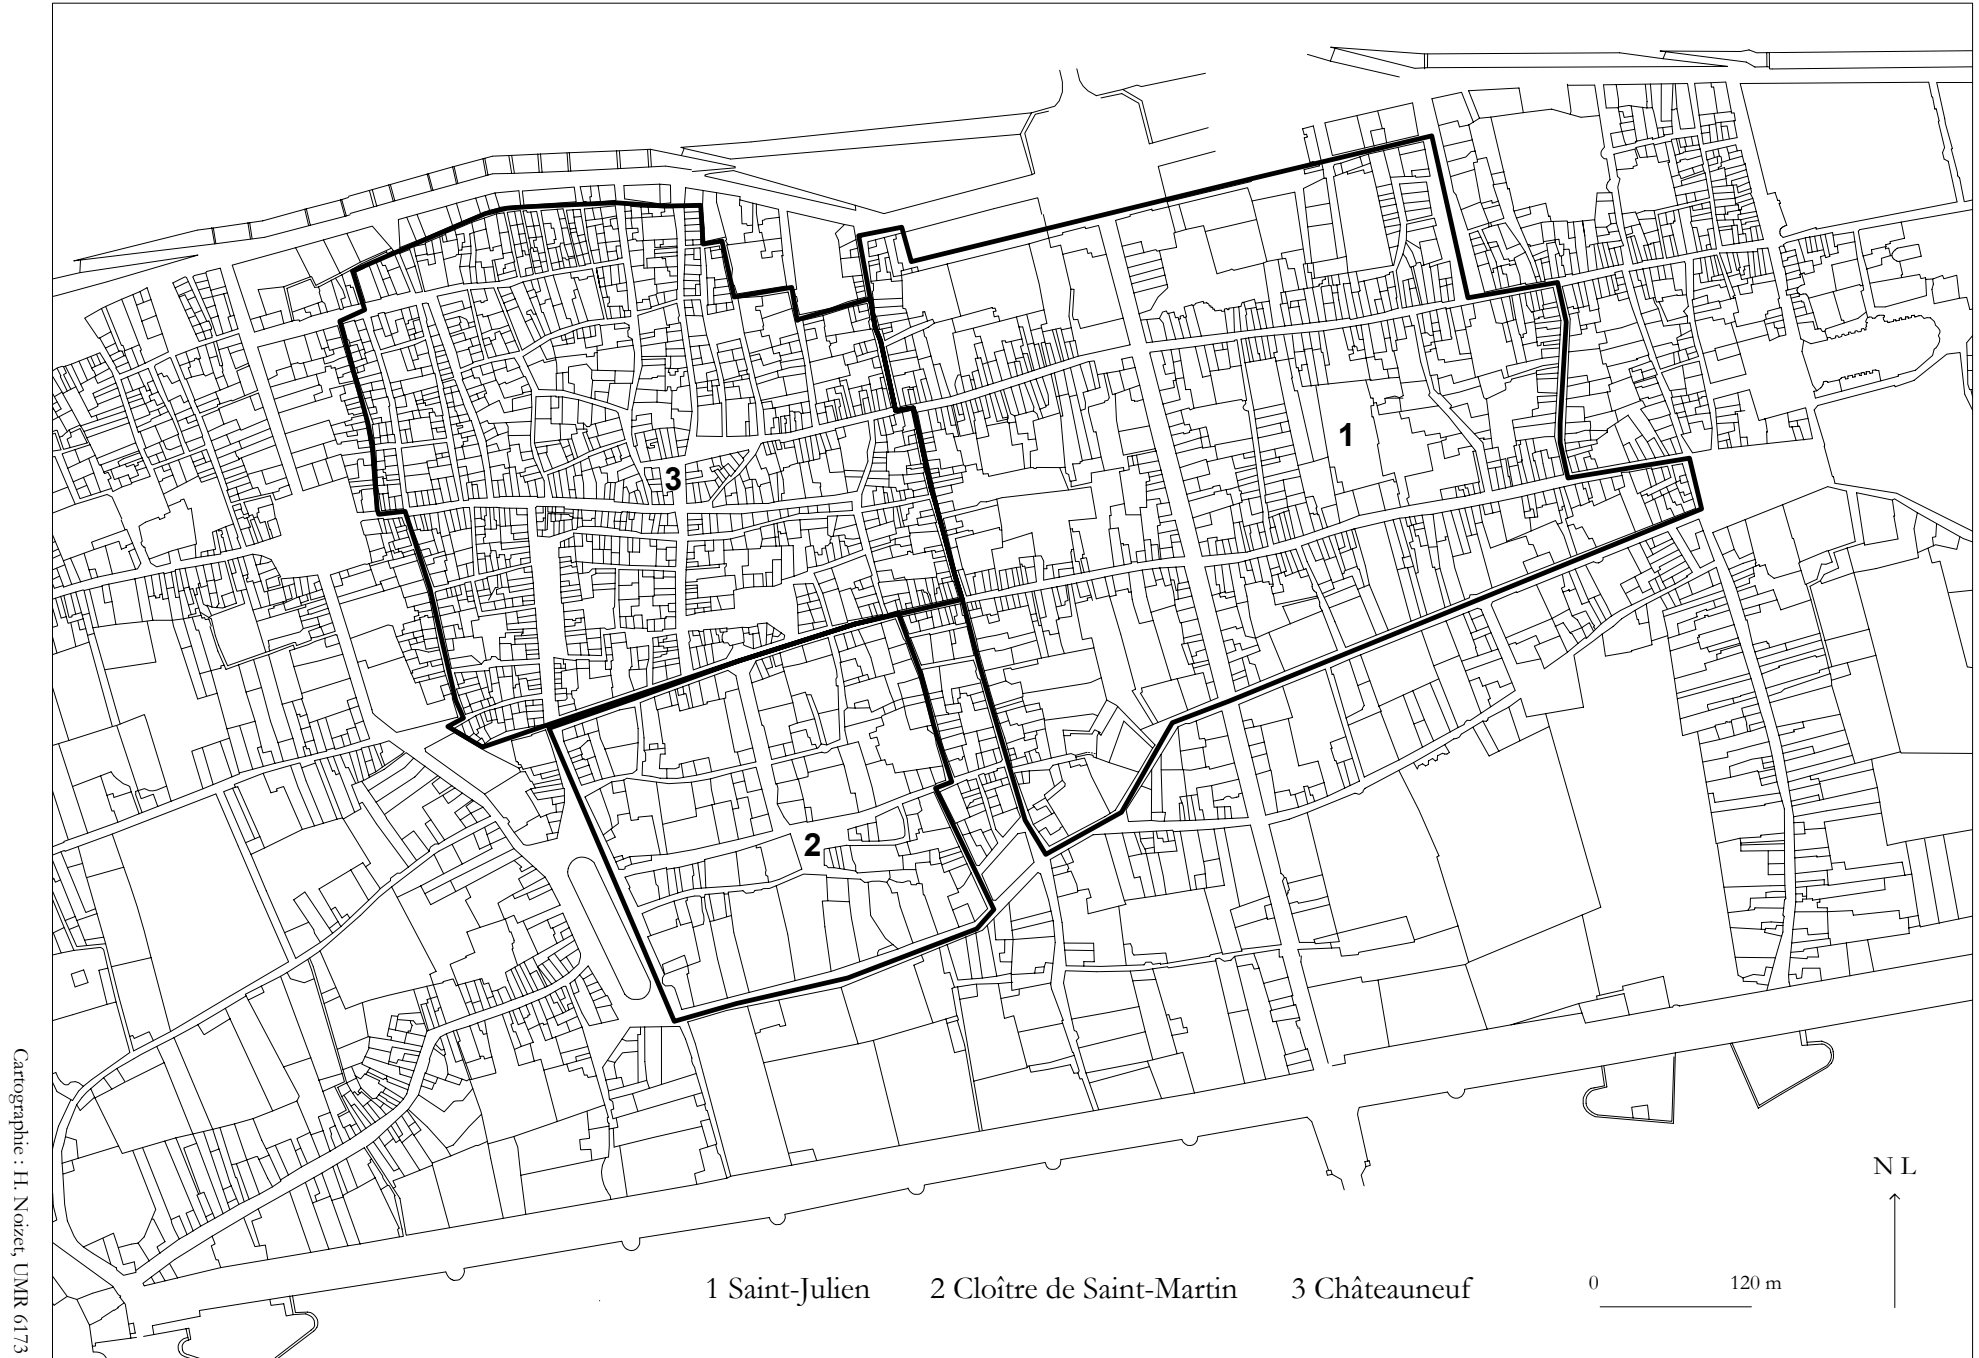 1
3
2
N L
1 Saint-Julien 2 Cloître de Saint-Martin 3 Châteauneuf
0 120 m
Cartographie : H. Noizet, UMR 6173